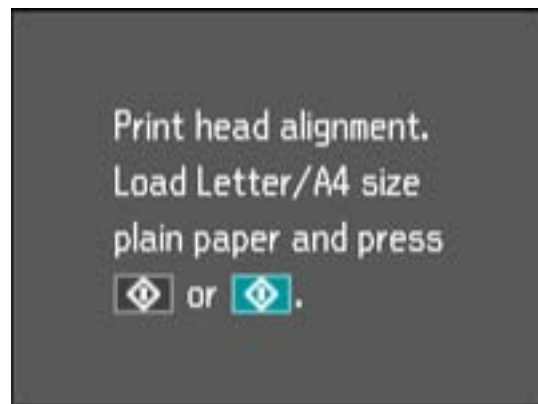 Print head alignment.
Load Letter/A4 size
plain paper and press
or .